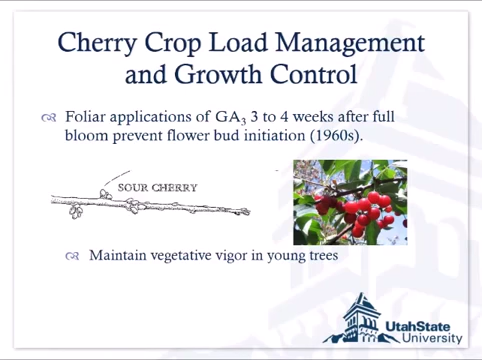 Cherry Crop Load Management
and Growth Control
Foliar applications of GA₃ 3 to 4 weeks after full
bloom prevent flower bud initiation (1960s).
SOUR CHERRY
Maintain vegetative vigor in young trees
UtahState
University